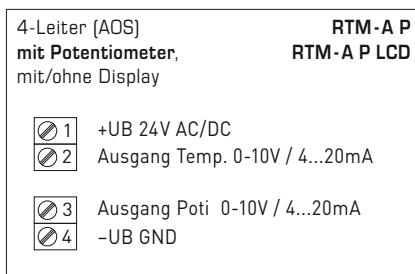 4-Leiter (AOS) RTM-A P
mit Potentiometer, RTM-A P LCD
mit/ohne Display
1 +UB 24V AC/DC
2 Ausgang Temp. 0-10V / 4...20mA
3 Ausgang Poti 0-10V / 4...20mA
4 –UB GND